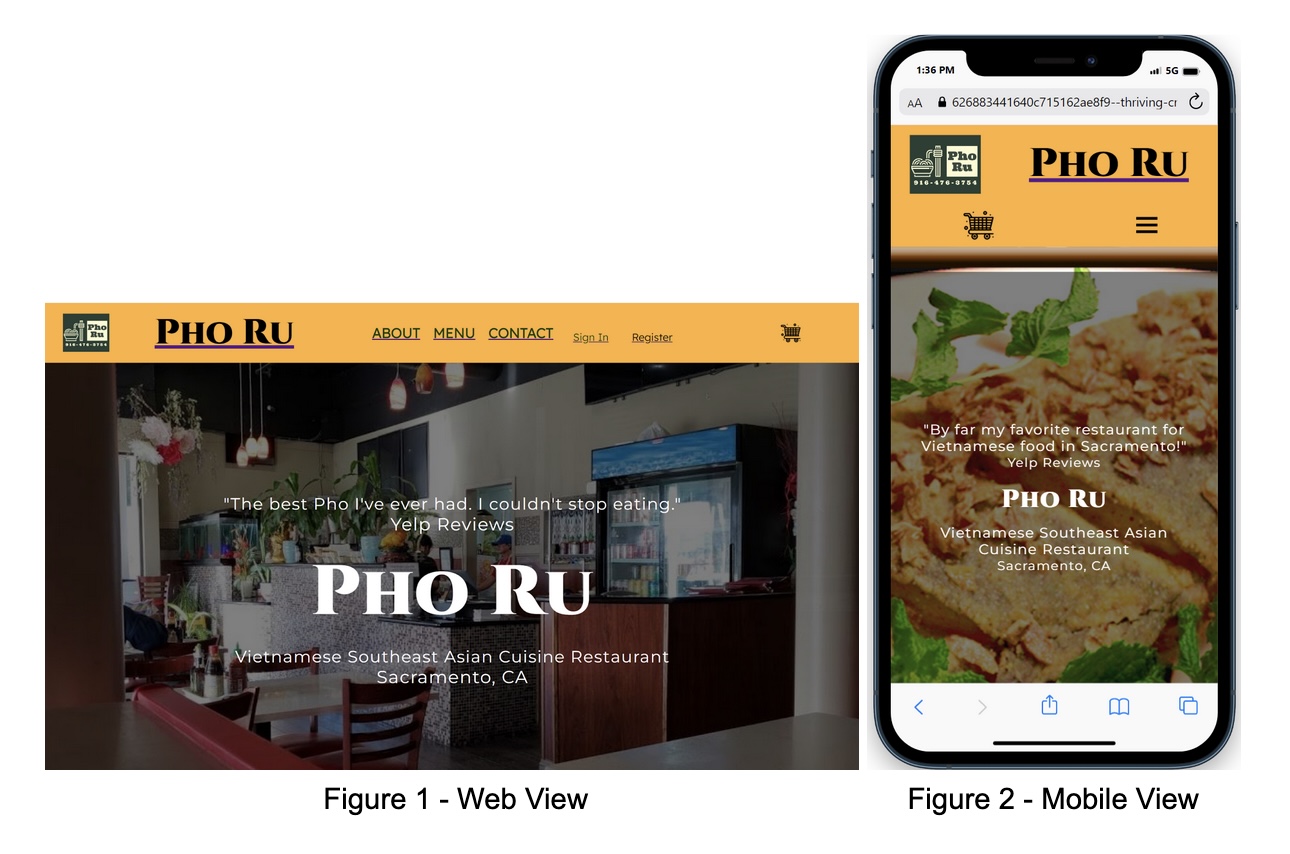 Pho
Ru
916-476-3754
PHO RU
ABOUT MENU CONTACT Sign In Register
"The best Pho I've ever had. I couldn't stop eating."
Yelp Reviews
PHO RU
Vietnamese Southeast Asian Cuisine Restaurant
Sacramento, CA
Figure 1 - Web View
1:36 PM
5G
AA 626883441640c715162ae8f9--thriving-cr
Pho
Ru
916-476-3754
PHO RU
"By far my favorite restaurant for
Vietnamese food in Sacramento!"
Yelp Reviews
PHO RU
Vietnamese Southeast Asian
Cuisine Restaurant
Sacramento, CA
Figure 2 - Mobile View